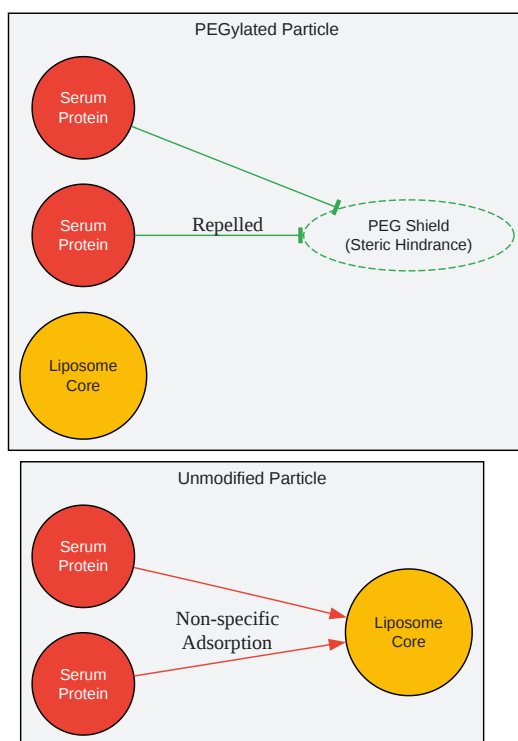 PEGylated Particle
Serum
Protein
Serum
Protein
Repelled
PEG Shield
(Steric Hindrance)
Liposome
Core
Unmodified Particle
Serum
Protein
Non-specific
Adsorption
Liposome
Core
Serum
Protein